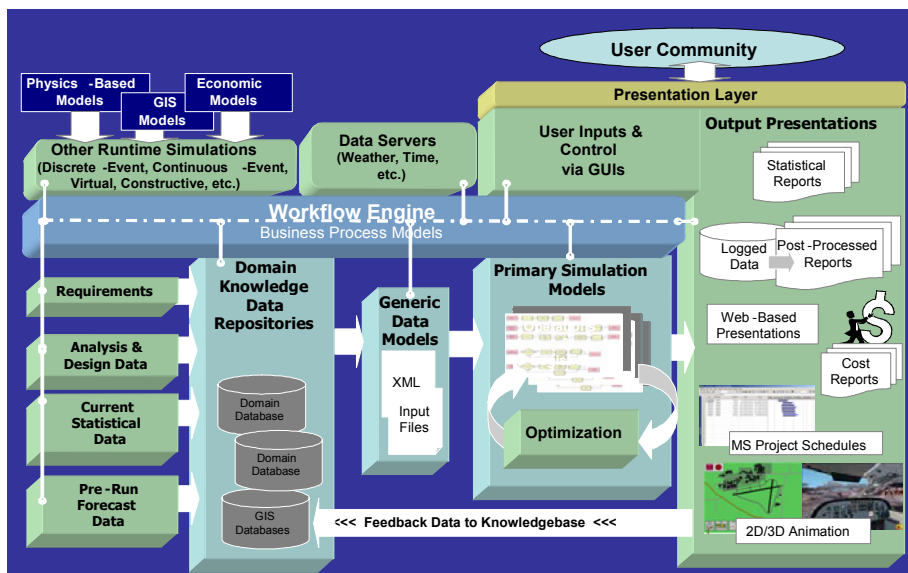 User Community
Physics -Based
Models
GIS
Models
Economic
Models
Presentation Layer
Other Runtime Simulations
(Discrete -Event, Continuous -Event,
Virtual, Constructive, etc.)
Data Servers
(Weather, Time,
etc.)
User Inputs &
Control
via GUIs
Output Presentations
Statistical
Reports
Workflow Engine
Business Process Models
Logged
Data
Post -Processed
Reports
Requirements
Analysis &
Design Data
Current
Statistical
Data
Pre -Run
Forecast
Data
Domain
Knowledge
Data
Repositories
Domain
Database
Domain
Database
GIS
Databases
Generic
Data
Models
XML
Input
Files
Primary Simulation
Models
Operations
Optimization
Web -Based
Presentations
$
Cost
Reports
MS Project Schedules
2D/3D Animation
<<< Feedback Data to Knowledgebase <<<